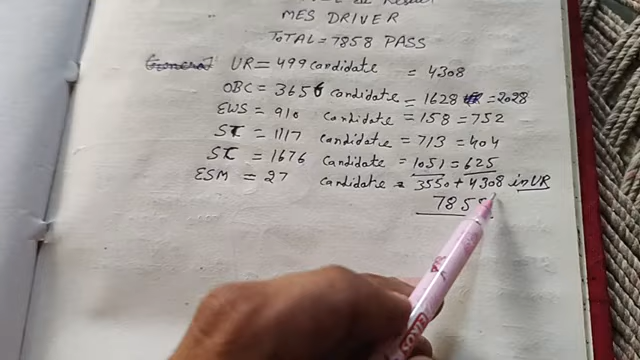 MES DRIVER
TOTAL = 7858 PASS
General UR = 499 candidate = 4308
OBC = 3656 candidate = 1628 = 2028
EWS = 910 candidate = 158 = 752
ST = 1117 candidate = 713 = 404
SC = 1676 candidate = 1051 = 625
ESM = 27 candidate = 3550 + 4308 in UR
7858